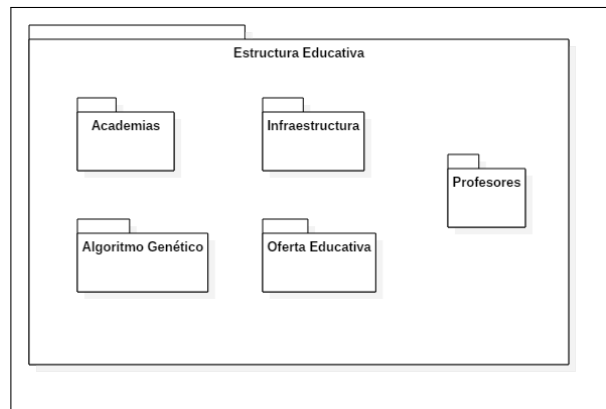 Estructura Educativa
Academias
Infraestructura
Profesores
Algoritmo Genético
Oferta Educativa